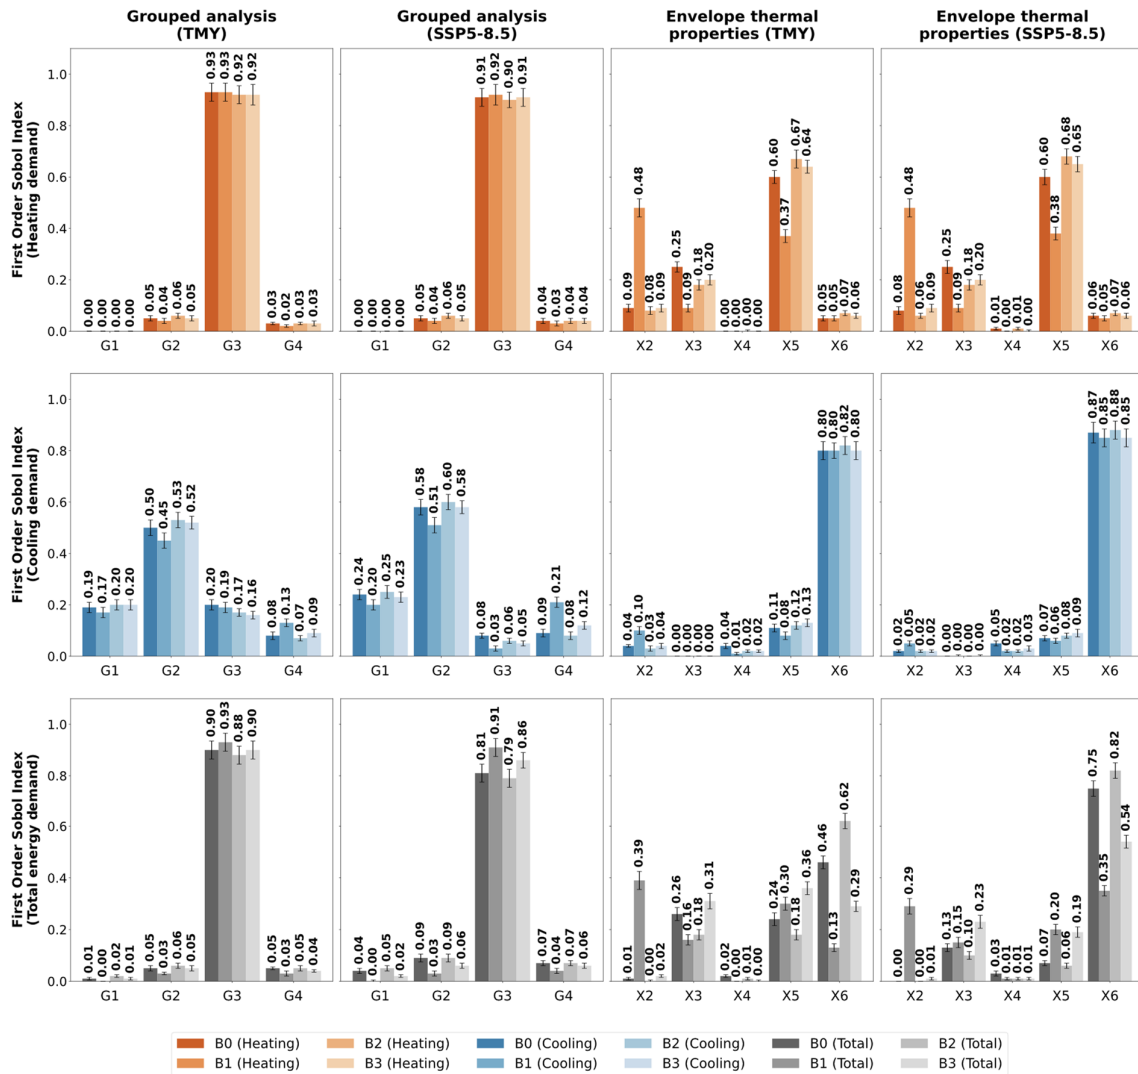 Grouped analysis
(TMY)
Grouped analysis
(SSP5-8.5)
Envelope thermal
properties (TMY)
Envelope thermal
properties (SSP5-8.5)
First Order Sobol Index
(Heating demand)
1.0
0.8
0.6
0.4
0.2
0.0
0.00 0.00 0.00 0.00
0.05 0.04 0.06 0.05
0.93 0.93 0.92 0.92
0.03 0.02 0.03 0.03
G1 G2 G3 G4
0.00 0.00 0.00 0.00
0.05 0.04 0.06 0.05
0.91 0.92 0.90 0.91
0.04 0.03 0.04 0.04
G1 G2 G3 G4
0.09 0.48 0.08 0.09
0.25 0.09 0.18 0.20
0.00 0.00 0.00 0.00
0.60 0.37 0.67 0.64
0.05 0.05 0.07 0.06
X2 X3 X4 X5 X6
0.08 0.48 0.06 0.09
0.25 0.09 0.18 0.20
0.01 0.00 0.01 0.00
0.60 0.38 0.68 0.65
0.06 0.05 0.07 0.06
X2 X3 X4 X5 X6
First Order Sobol Index
(Cooling demand)
1.0
0.8
0.6
0.4
0.2
0.0
0.19 0.17 0.20 0.20
0.50 0.45 0.53 0.52
0.20 0.19 0.17 0.16
0.08 0.13 0.07 0.09
G1 G2 G3 G4
0.24 0.20 0.25 0.23
0.58 0.51 0.60 0.58
0.08 0.03 0.06 0.05
0.09 0.21 0.08 0.12
G1 G2 G3 G4
0.04 0.10 0.03 0.04
0.00 0.00 0.00 0.00
0.04 0.01 0.02 0.02
0.11 0.08 0.12 0.13
0.80 0.80 0.82 0.80
X2 X3 X4 X5 X6
0.02 0.05 0.02 0.02
0.00 0.00 0.00 0.00
0.05 0.02 0.02 0.03
0.07 0.06 0.08 0.09
0.87 0.85 0.88 0.85
X2 X3 X4 X5 X6
First Order Sobol Index
(Total energy demand)
1.0
0.8
0.6
0.4
0.2
0.0
0.01 0.00 0.02 0.01
0.05 0.03 0.06 0.05
0.90 0.93 0.88 0.90
0.05 0.03 0.05 0.04
G1 G2 G3 G4
0.04 0.00 0.05 0.02
0.09 0.03 0.09 0.06
0.81 0.91 0.79 0.86
0.07 0.04 0.07 0.06
G1 G2 G3 G4
0.01 0.39 0.00 0.02
0.26 0.16 0.18 0.31
0.02 0.00 0.01 0.00
0.24 0.30 0.18 0.36
0.46 0.13 0.62 0.29
X2 X3 X4 X5 X6
0.00 0.29 0.00 0.01
0.13 0.15 0.10 0.23
0.03 0.01 0.01 0.01
0.07 0.20 0.06 0.19
0.75 0.35 0.82 0.54
X2 X3 X4 X5 X6
B0 (Heating) B2 (Heating) B0 (Cooling) B2 (Cooling) B0 (Total) B2 (Total)
B1 (Heating) B3 (Heating) B1 (Cooling) B3 (Cooling) B1 (Total) B3 (Total)